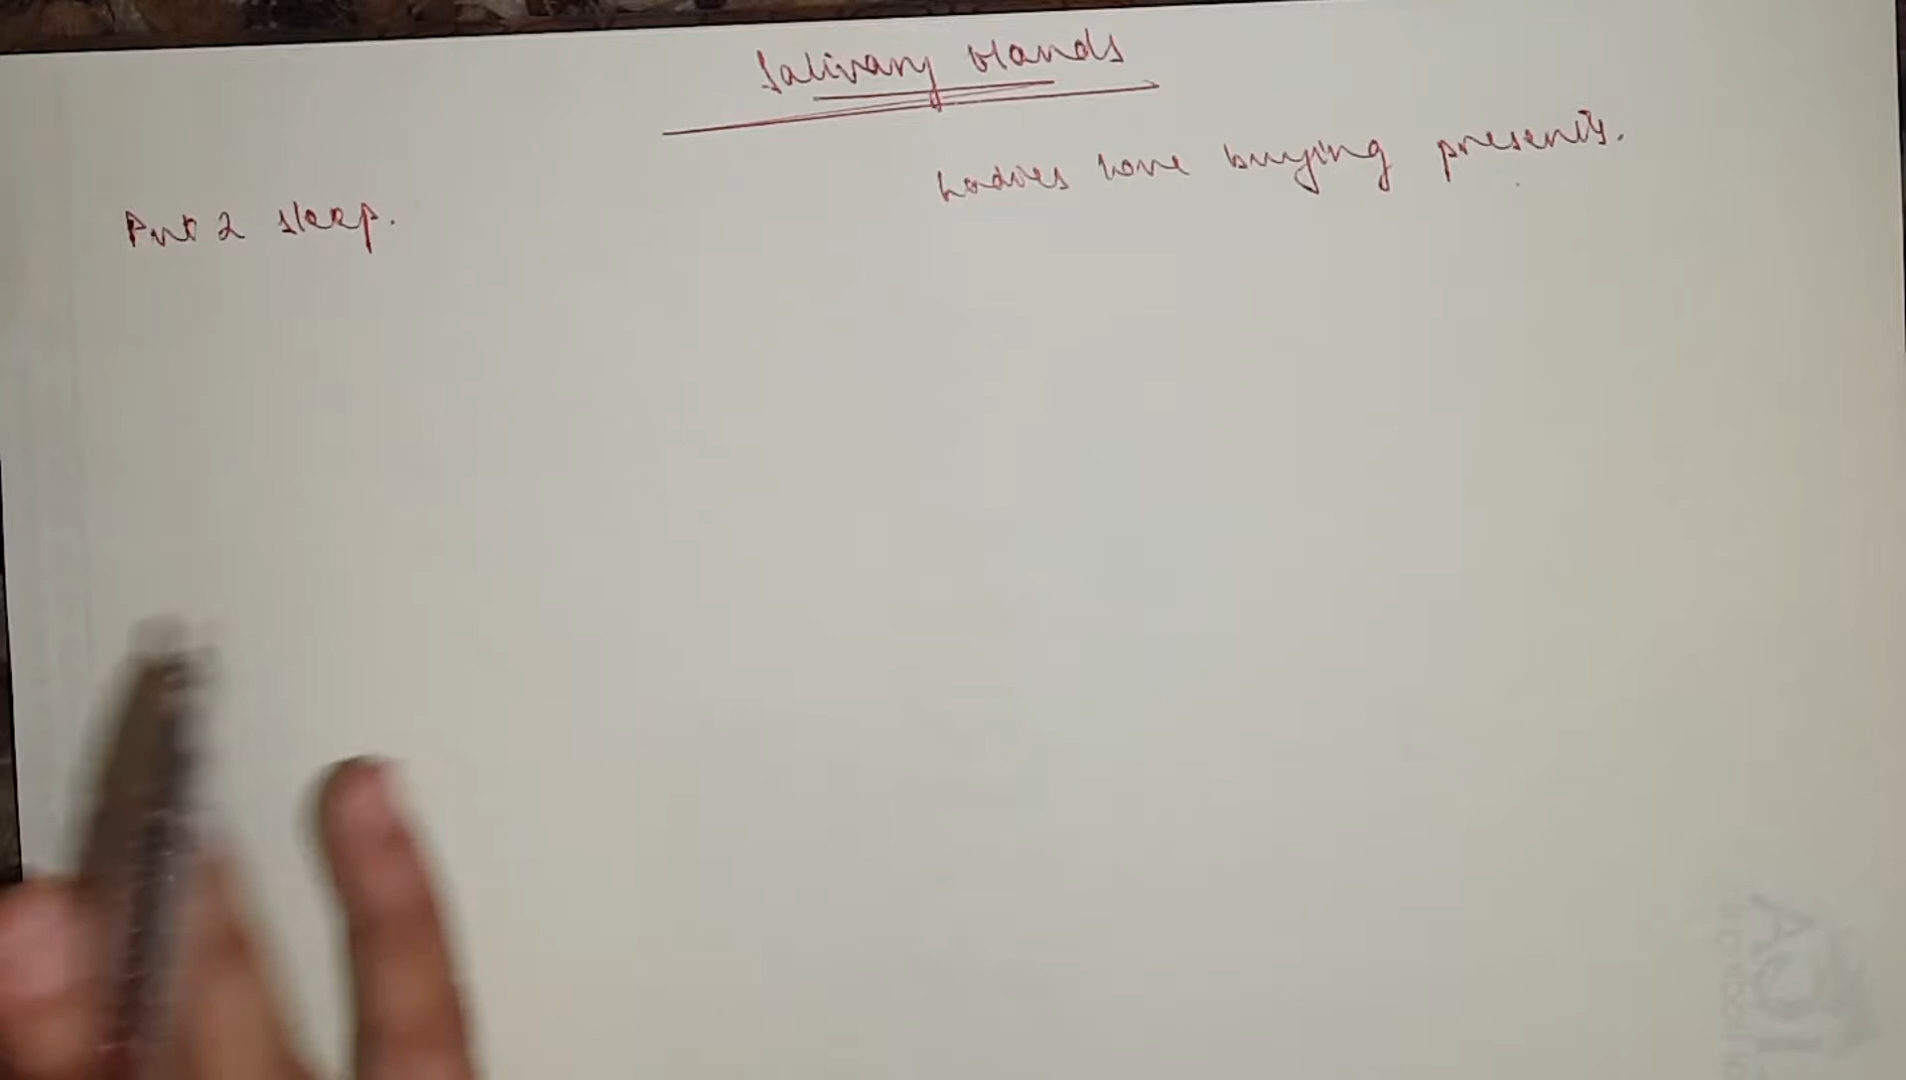 Salivary Glands
Ladies love buying presents.
Put 2 sleep.